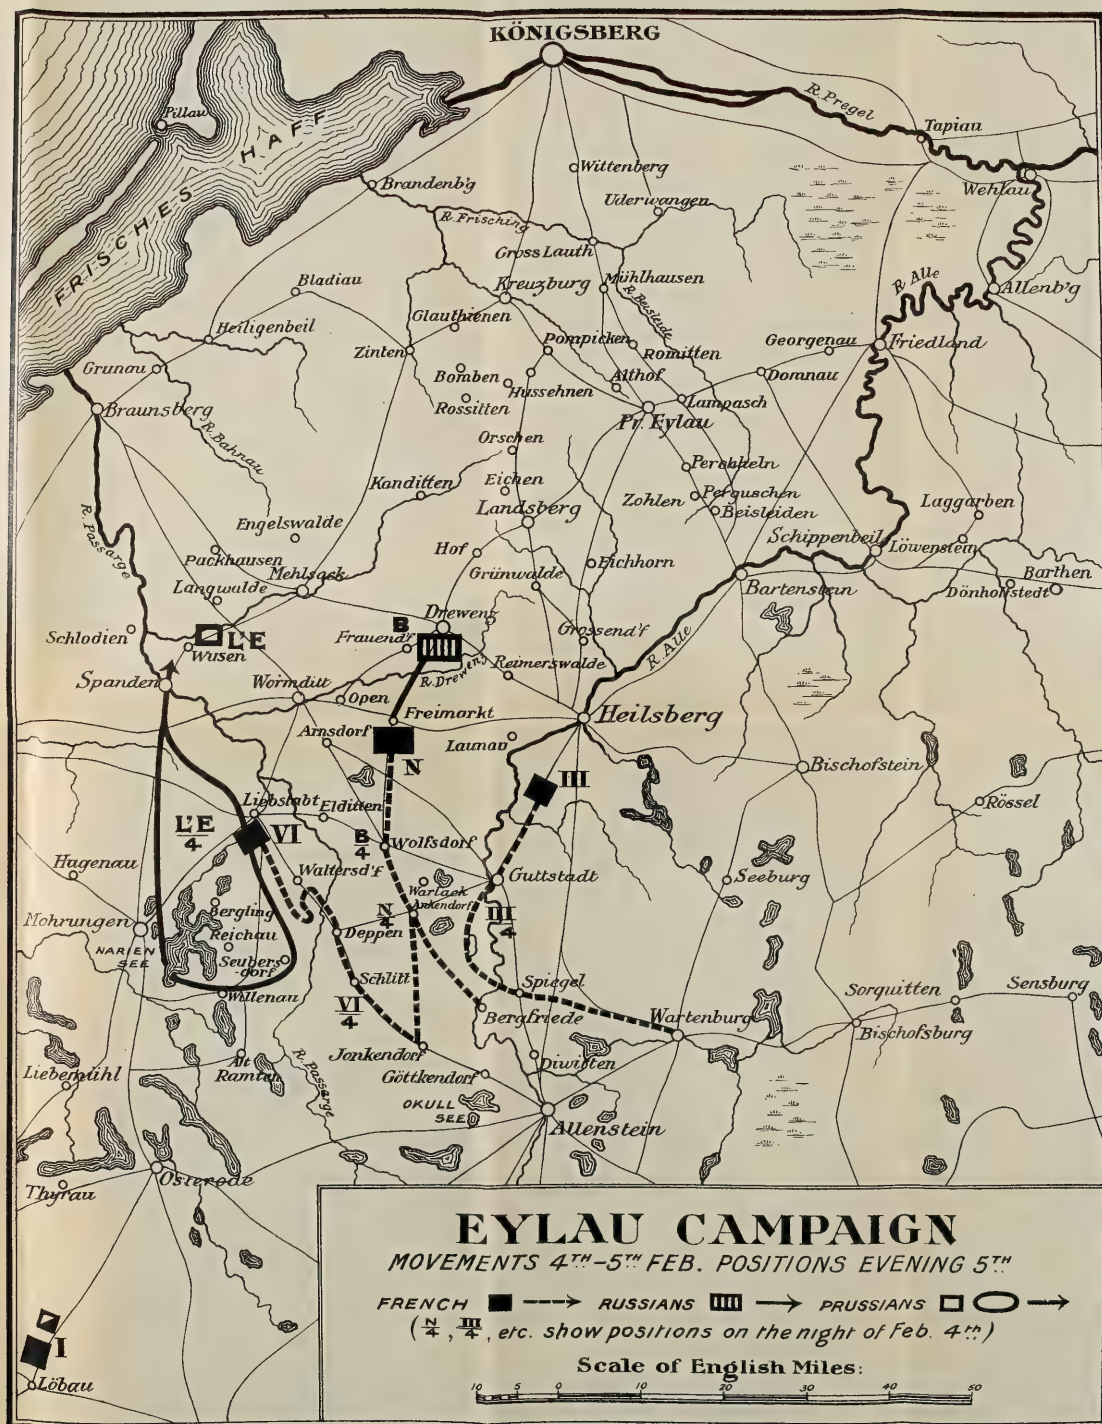 KÖNIGSBERG
Pillau
R. Pregel
Tapiau
FRISCHES HAFF
Wittenberg
Brandenb'g
Wehlau
Uderwangen
R. Frisching
Gross Lauth
Bladiau
Kreuzburg
Mühlhausen
R. Alle
Allenb'g
R. Beisleide
Glauthienen
Heiligenbeil
Zinten
Pompicken
Romitten
Georgenau
Friedland
Grunau
Bomben
Hussehnen
Althof
Domnau
Braunsberg
Rossitten
Lampasch
Pr. Eylau
R. Bahnau
Orschen
Perschkeln
Kanditten
Eichen
Zohlen
Perguschen
Beisleiden
Laggarben
R. Passarge
Engelswalde
Landsberg
Schippenbeil
Löwenstein
Packhausen
Hof
Eichhorn
Barthen
Mehlsack
Grünwalde
Bartenstein
Dönhoffstedt
Langwalde
Drewenz
Schlodien
L'E
B
Frauend'f
Grossend'f
Wusen
R. Drewenz
Reimerswalde
R. Alle
Spanden
Wormditt
Open
Freimarkt
Heilsberg
Arnsdorf
Launau
N
III
Bischofstein
Liebstabt
Elditten
Rössel
L'E
4
VI
B
4
Wolfsdorf
Hagenau
Waltersd'f
Warlack
Guttstadt
Seeburg
Ankendorf
Bergling
N
4
III
4
Mohrungen
Reichau
Deppen
NARIEN
SEE
Seubers
-dorf
Schlitt
Spiegel
Willenau
Sorquitten
Sensburg
VI
4
Bergfriede
Wartenburg
Bischofsburg
Jonkendorf
Alt
Ramten
R. Passarge
Diwitten
Liebemühl
Göttkendorf
OKULL
SEE
Allenstein
Osterode
Thyrau
I
Löbau
EYLAU CAMPAIGN
MOVEMENTS 4TH-5TH FEB. POSITIONS EVENING 5TH
FRENCH RUSSIANS PRUSSIANS
(N/4, III/4, etc. show positions on the night of Feb. 4th)
Scale of English Miles:
10 5 0 10 20 30 40 50